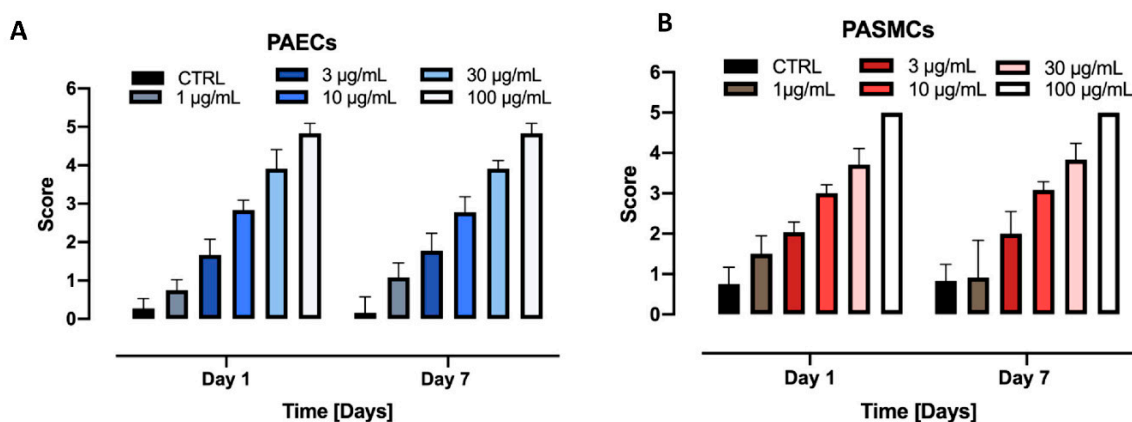 A
PAECs
CTRL 3 µg/mL 30 µg/mL
1 µg/mL 10 µg/mL 100 µg/mL
6
5
4
3
2
1
0
Score
Day 1 Day 7
Time [Days]
B
PASMCs
CTRL 3 µg/mL 30 µg/mL
1µg/mL 10 µg/mL 100 µg/mL
6
5
4
3
2
1
0
Score
Day 1 Day 7
Time [Days]